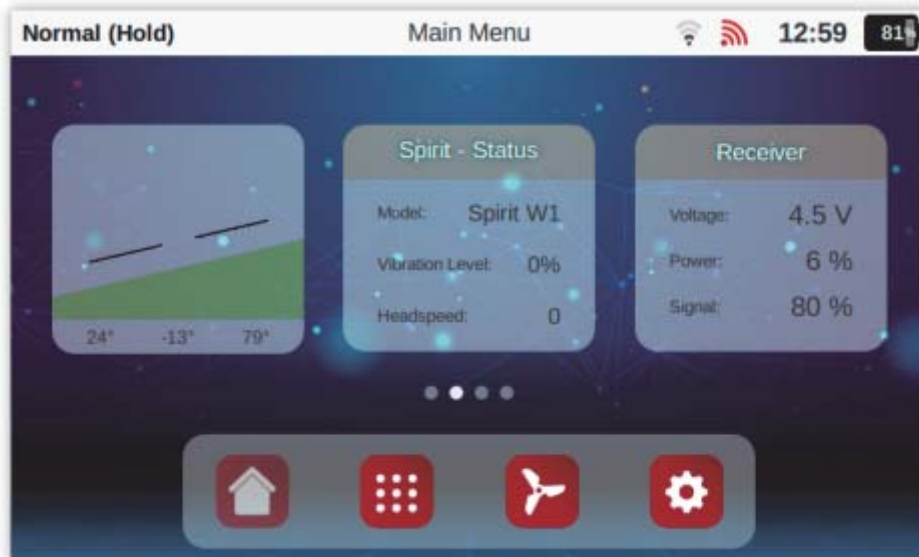 Normal (Hold) Main Menu 12:59 81%
Spirit - Status
Receiver
Model: Spirit W1
Voltage: 4.5 V
Vibration Level: 0%
Power: 6 %
Headspeed: 0
Signal: 80 %
24° -13° 79°